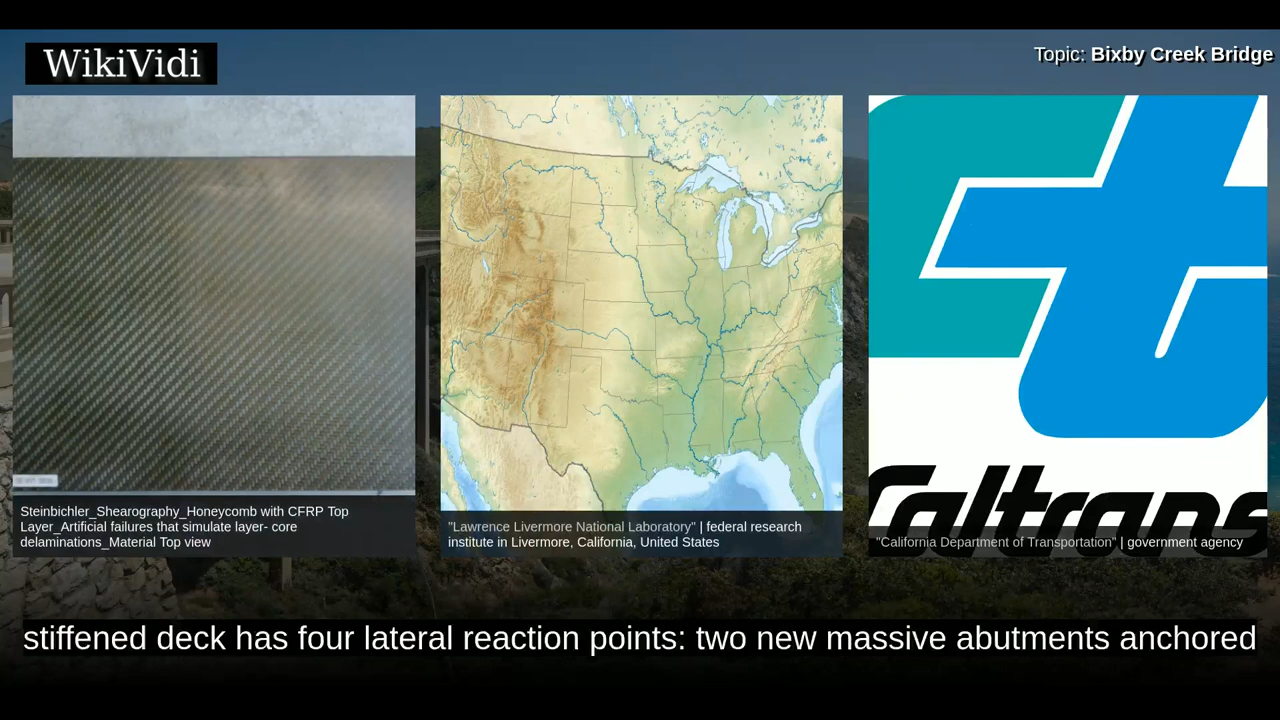 WikiVidi
Topic: Bixby Creek Bridge
Steinbichler_Shearography_Honeycomb with CFRP Top
Layer_Artificial failures that simulate layer- core
delaminations_Material Top view
"Lawrence Livermore National Laboratory" | federal research
institute in Livermore, California, United States
Caltrans
"California Department of Transportation" | government agency
stiffened deck has four lateral reaction points: two new massive abutments anchored